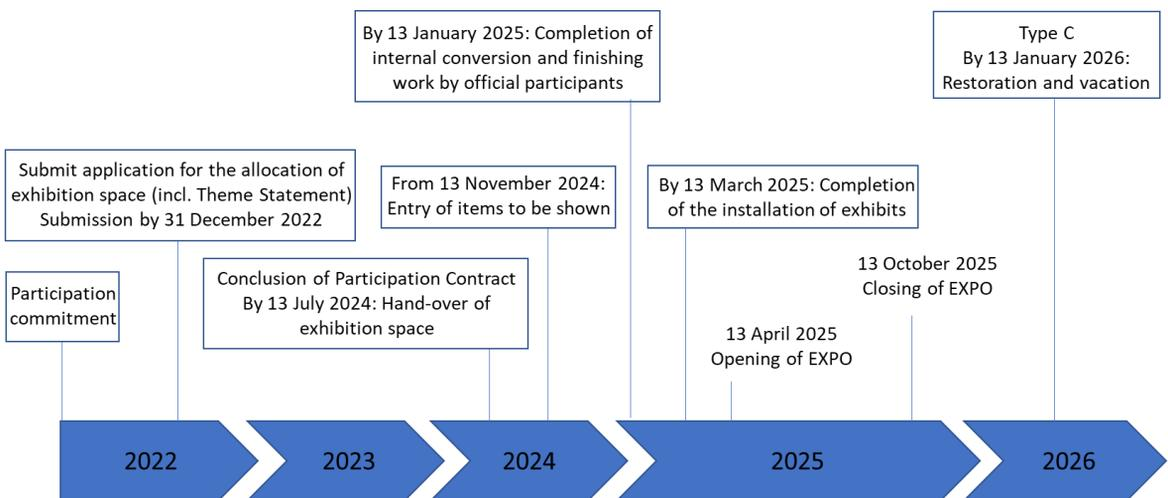 By 13 January 2025: Completion of
internal conversion and finishing
work by official participants
Type C
By 13 January 2026:
Restoration and vacation
Submit application for the allocation of
exhibition space (incl. Theme Statement)
Submission by 31 December 2022
From 13 November 2024:
Entry of items to be shown
By 13 March 2025: Completion
of the installation of exhibits
Participation
commitment
Conclusion of Participation Contract
By 13 July 2024: Hand-over of
exhibition space
13 October 2025
Closing of EXPO
13 April 2025
Opening of EXPO
2022
2023
2024
2025
2026